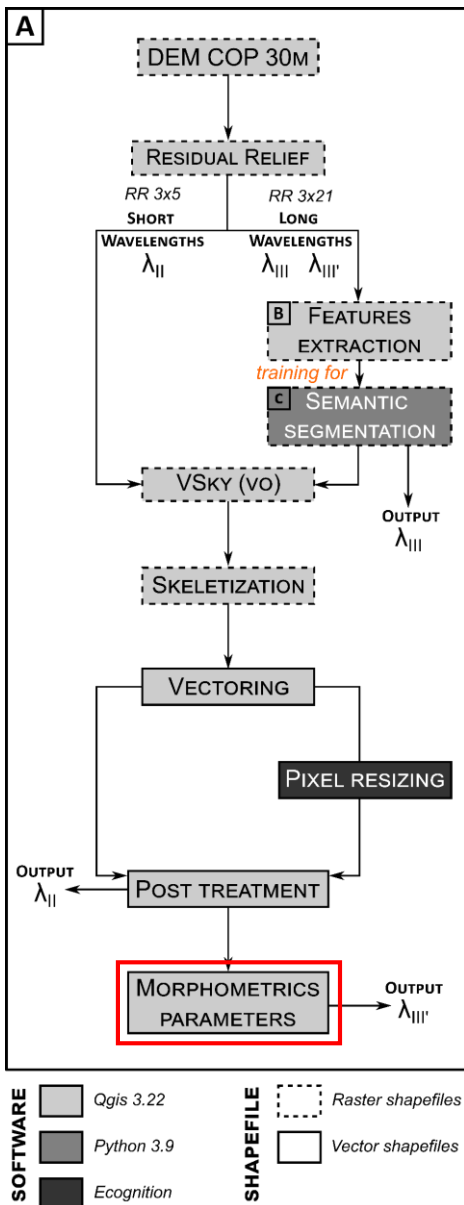 A
DEM COP 30M
RESIDUAL RELIEF
RR 3x5
RR 3x21
SHORT
LONG
WAVELENGTHS
WAVELENGTHS
λII
λIII λIII'
B
FEATURES
EXTRACTION
training for
C
SEMANTIC
SEGMENTATION
VSKY (VO)
OUTPUT
λIII
SKELETIZATION
VECTORING
PIXEL RESIZING
OUTPUT
λII
POST TREATMENT
MORPHOMETRICS
PARAMETERS
OUTPUT
λIII'
SOFTWARE
Qgis 3.22
Python 3.9
Ecognition
SHAPEFILE
Raster shapefiles
Vector shapefiles